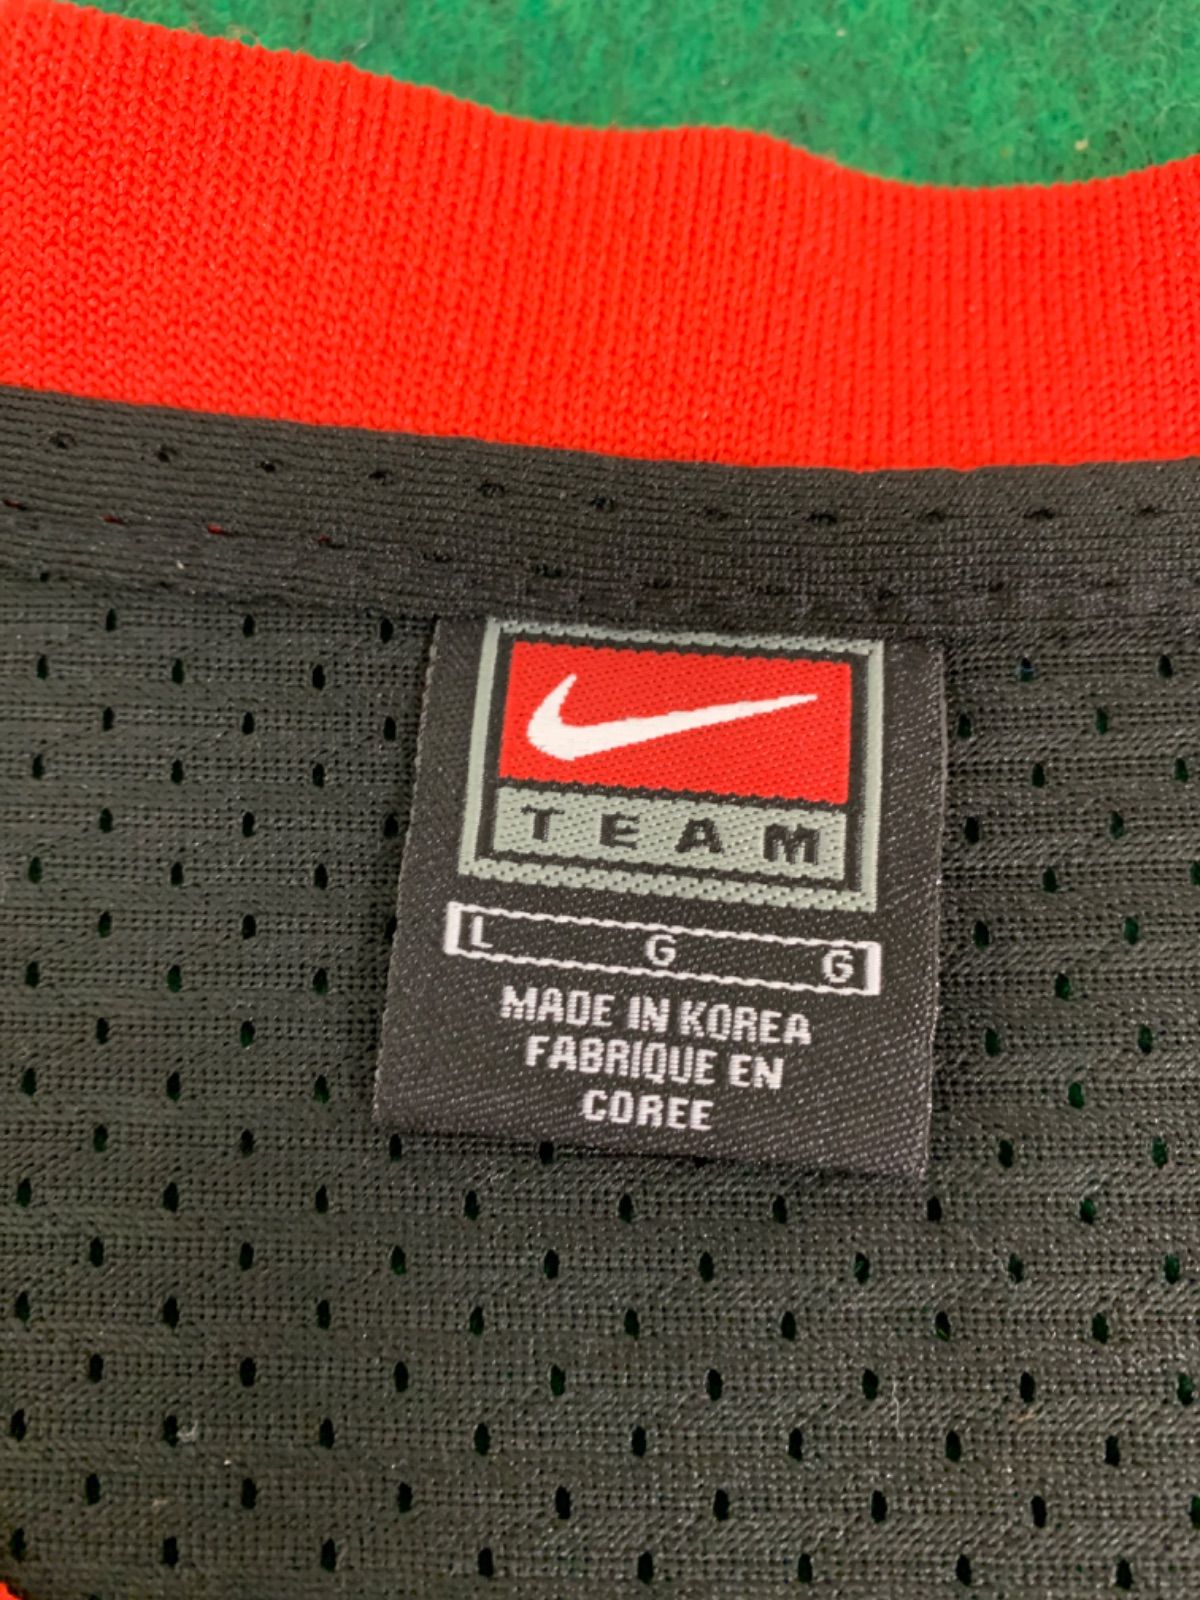 TEAM
L G G
MADE IN KOREA
FABRIQUE EN
COREE